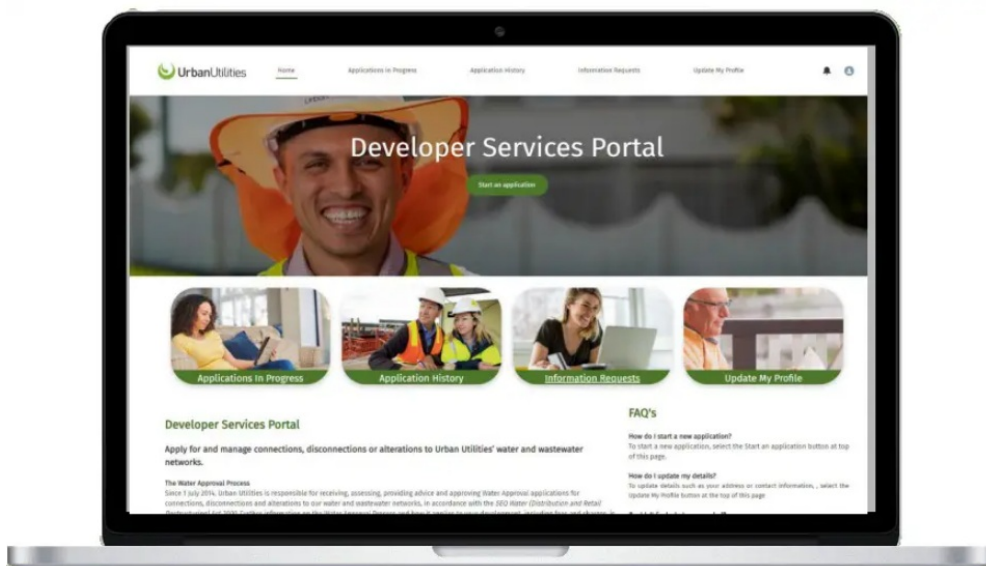 UrbanUtilities
Home
Applications In Progress
Application History
Information Requests
Update My Profile
Developer Services Portal
Start an application
Applications In Progress
Application History
Information Requests
Update My Profile
Developer Services Portal
Apply for and manage connections, disconnections or alterations to Urban Utilities' water and wastewater
networks.
The Water Approval Process
Since 1 July 2014, Urban Utilities is responsible for receiving, assessing, providing advice and approving Water Approval applications for
connections, disconnections and alterations to our water and wastewater networks, in accordance with the SEQ Water (Distribution and Retail
FAQ's
How do I start a new application?
To start a new application, select the Start an application button at top
of this page.
How do I update my details?
To update details such as your address or contact information, , select the
Update My Profile button at the top of this page